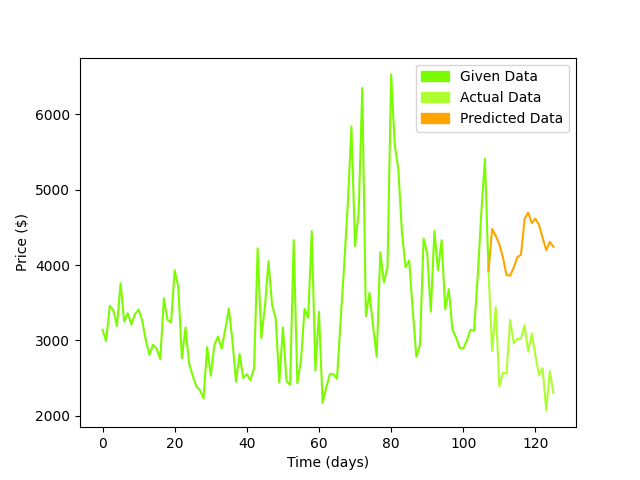 Given Data
Actual Data
Predicted Data
6000
5000
4000
3000
2000
Price ($)
0 20 40 60 80 100 120
Time (days)